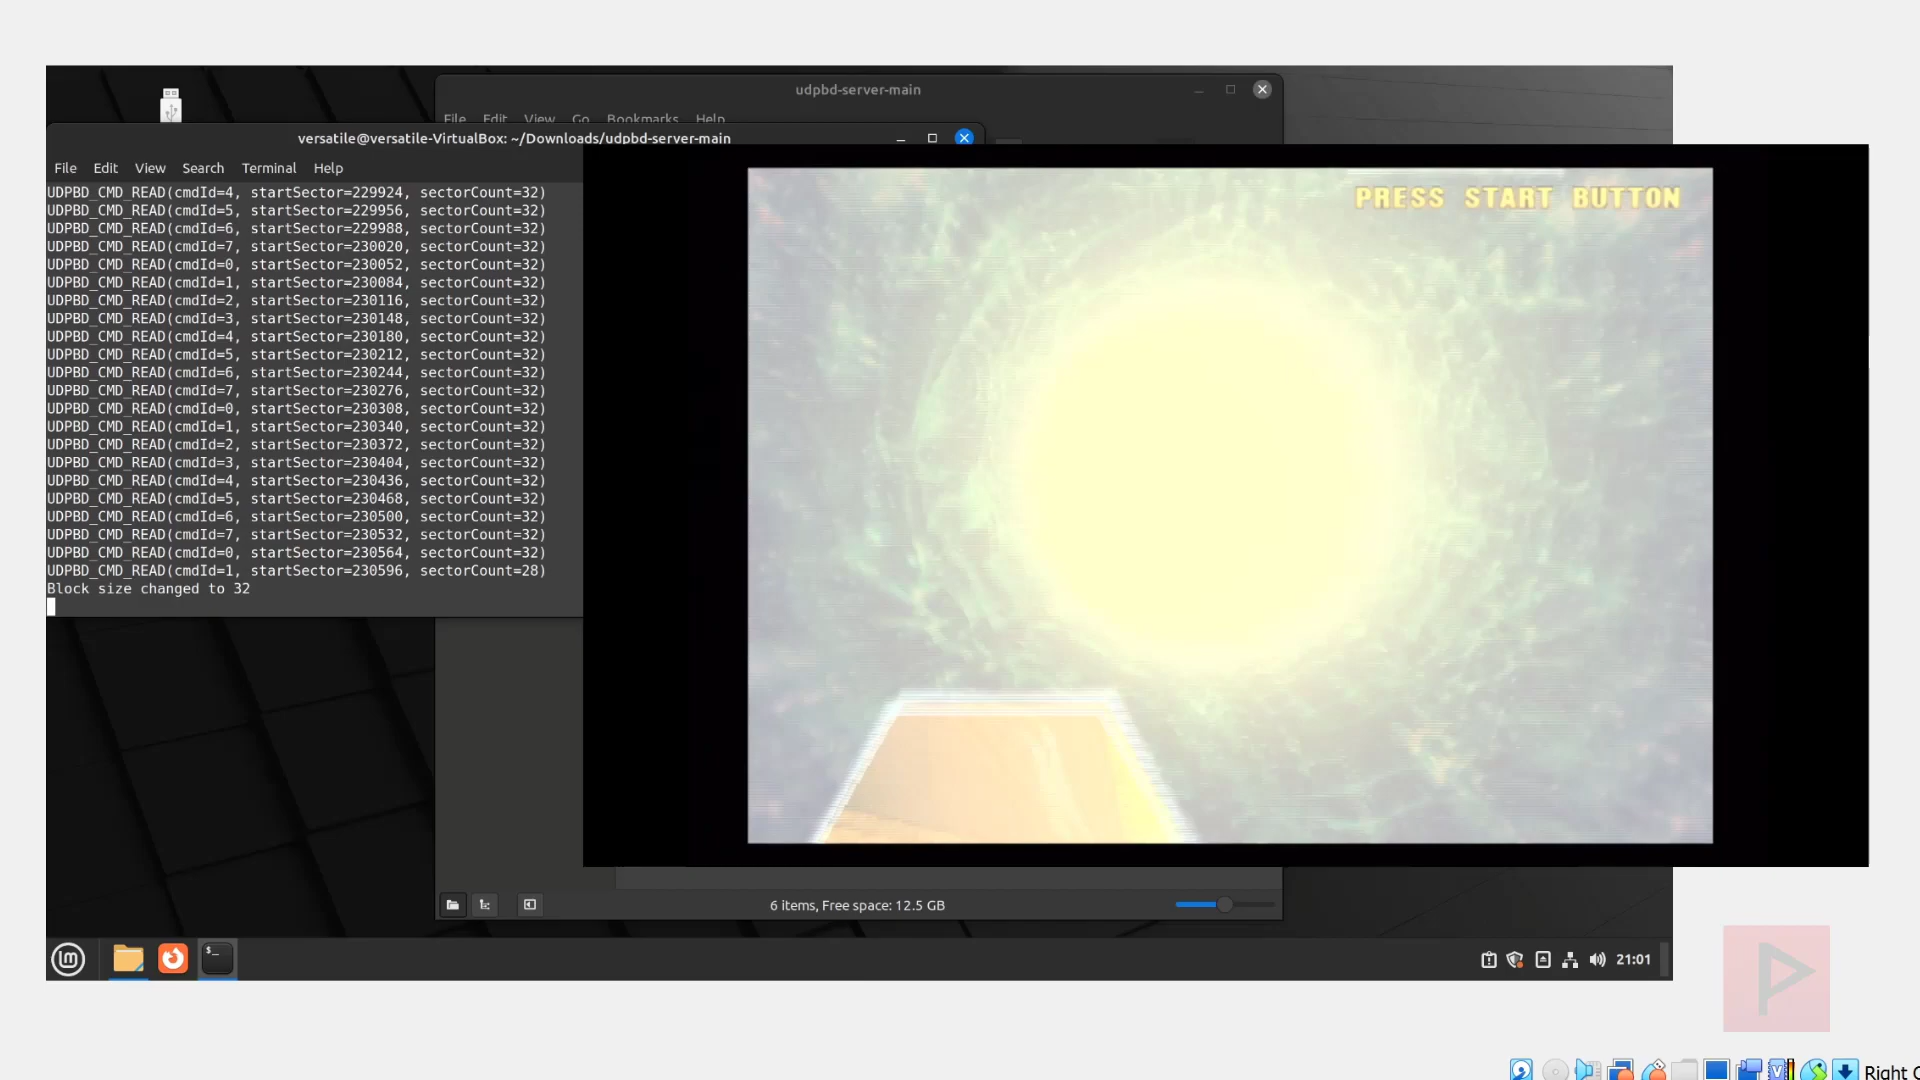 udpbd-server-main
File Edit View Go Bookmarks Help
versatile@versatile-VirtualBox: ~/Downloads/udpbd-server-main
File Edit View Search Terminal Help
UDPBD_CMD_READ(cmdId=4, startSector=229924, sectorCount=32)
UDPBD_CMD_READ(cmdId=5, startSector=229956, sectorCount=32)
UDPBD_CMD_READ(cmdId=6, startSector=229988, sectorCount=32)
UDPBD_CMD_READ(cmdId=7, startSector=230020, sectorCount=32)
UDPBD_CMD_READ(cmdId=0, startSector=230052, sectorCount=32)
UDPBD_CMD_READ(cmdId=1, startSector=230084, sectorCount=32)
UDPBD_CMD_READ(cmdId=2, startSector=230116, sectorCount=32)
UDPBD_CMD_READ(cmdId=3, startSector=230148, sectorCount=32)
UDPBD_CMD_READ(cmdId=4, startSector=230180, sectorCount=32)
UDPBD_CMD_READ(cmdId=5, startSector=230212, sectorCount=32)
UDPBD_CMD_READ(cmdId=6, startSector=230244, sectorCount=32)
UDPBD_CMD_READ(cmdId=7, startSector=230276, sectorCount=32)
UDPBD_CMD_READ(cmdId=0, startSector=230308, sectorCount=32)
UDPBD_CMD_READ(cmdId=1, startSector=230340, sectorCount=32)
UDPBD_CMD_READ(cmdId=2, startSector=230372, sectorCount=32)
UDPBD_CMD_READ(cmdId=3, startSector=230404, sectorCount=32)
UDPBD_CMD_READ(cmdId=4, startSector=230436, sectorCount=32)
UDPBD_CMD_READ(cmdId=5, startSector=230468, sectorCount=32)
UDPBD_CMD_READ(cmdId=6, startSector=230500, sectorCount=32)
UDPBD_CMD_READ(cmdId=7, startSector=230532, sectorCount=32)
UDPBD_CMD_READ(cmdId=0, startSector=230564, sectorCount=32)
UDPBD_CMD_READ(cmdId=1, startSector=230596, sectorCount=28)
Block size changed to 32
PRESS START BUTTON
6 items, Free space: 12.5 GB
21:01
Right C